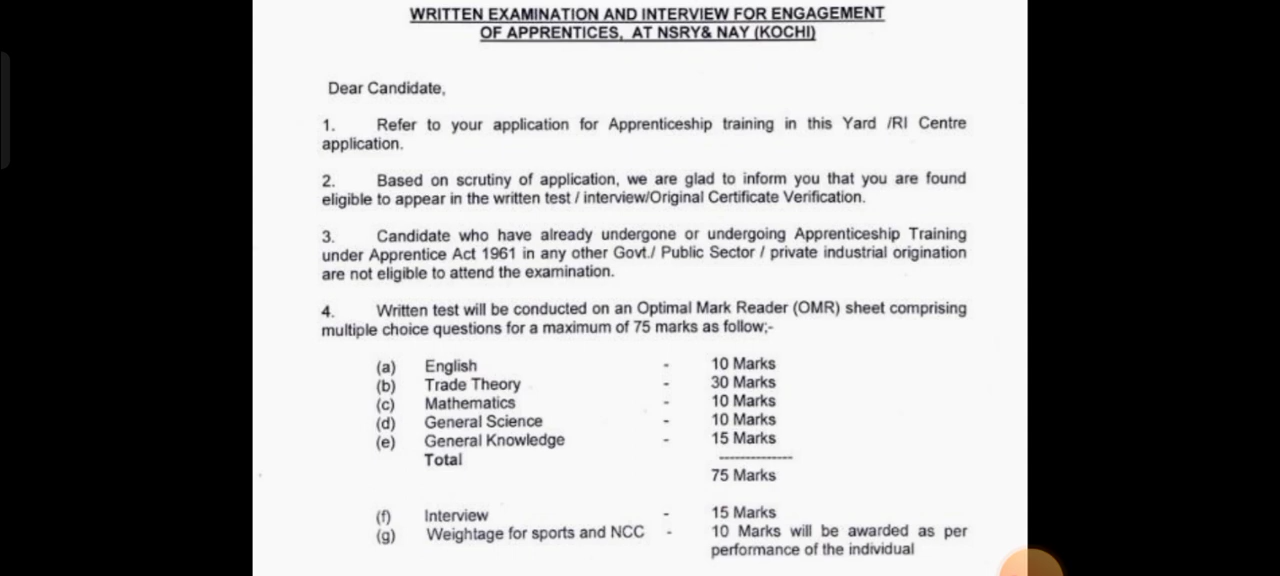 WRITTEN EXAMINATION AND INTERVIEW FOR ENGAGEMENT
OF APPRENTICES, AT NSRY& NAY (KOCHI)
Dear Candidate,
1. Refer to your application for Apprenticeship training in this Yard /RI Centre
application.
2. Based on scrutiny of application, we are glad to inform you that you are found
eligible to appear in the written test / interview/Original Certificate Verification.
3. Candidate who have already undergone or undergoing Apprenticeship Training
under Apprentice Act 1961 in any other Govt./ Public Sector / private industrial origination
are not eligible to attend the examination.
4. Written test will be conducted on an Optimal Mark Reader (OMR) sheet comprising
multiple choice questions for a maximum of 75 marks as follow;-
(a) English - 10 Marks
(b) Trade Theory - 30 Marks
(c) Mathematics - 10 Marks
(d) General Science - 10 Marks
(e) General Knowledge - 15 Marks
Total --------------
75 Marks
(f) Interview - 15 Marks
(g) Weightage for sports and NCC - 10 Marks will be awarded as per
performance of the individual